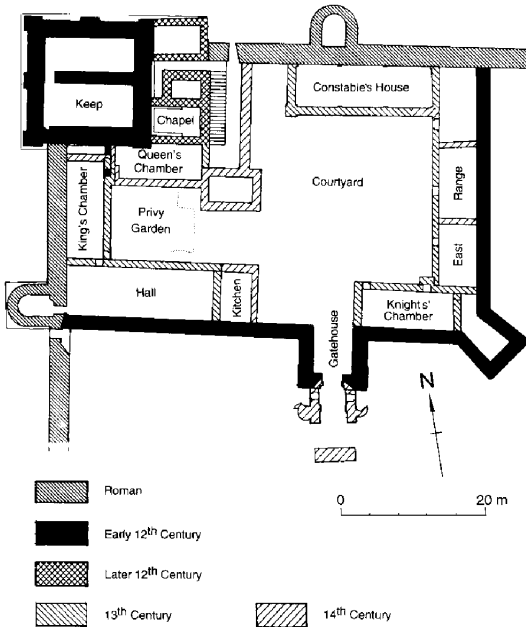 Constable's House
Keep
Chapel
Queen's
Chamber
Courtyard
Range
King's Chamber
Privy
Garden
East
Hall
Kitchen
Knights'
Chamber
Gatehouse
N
Roman
0 20 m
Early 12th Century
Later 12th Century
13th Century
14th Century